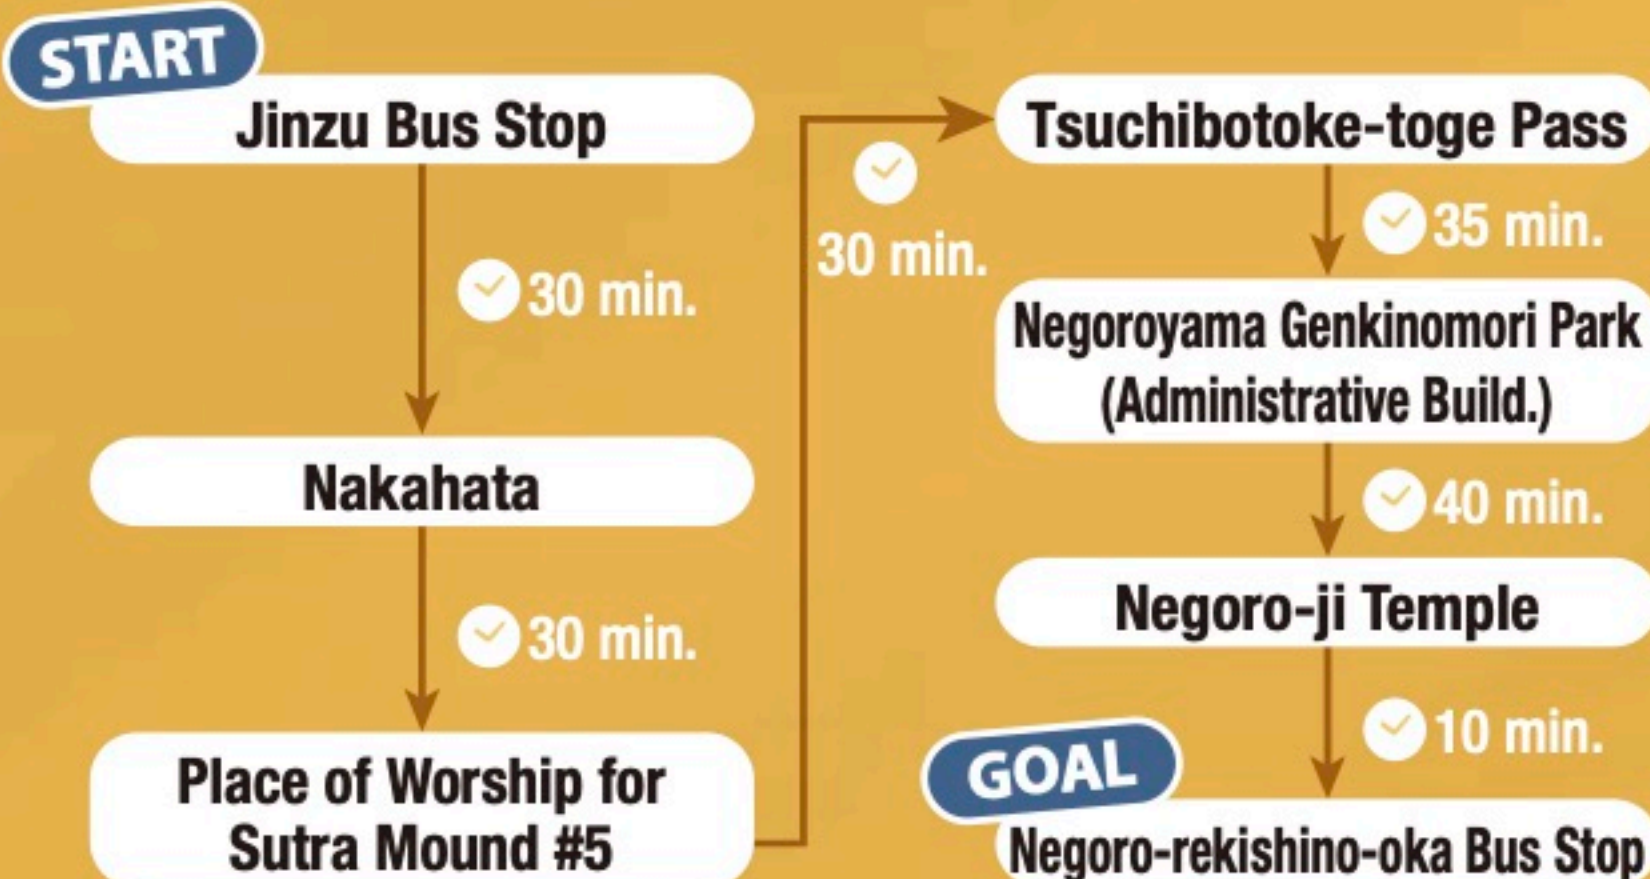 START
Jinzu Bus Stop
30 min.
Nakahata
30 min.
Place of Worship for
Sutra Mound #5
30 min.
Tsuchibotoke-toge Pass
35 min.
Negoroyama Genkinomori Park
(Administrative Build.)
40 min.
Negoro-ji Temple
10 min.
GOAL
Negoro-rekishino-oka Bus Stop